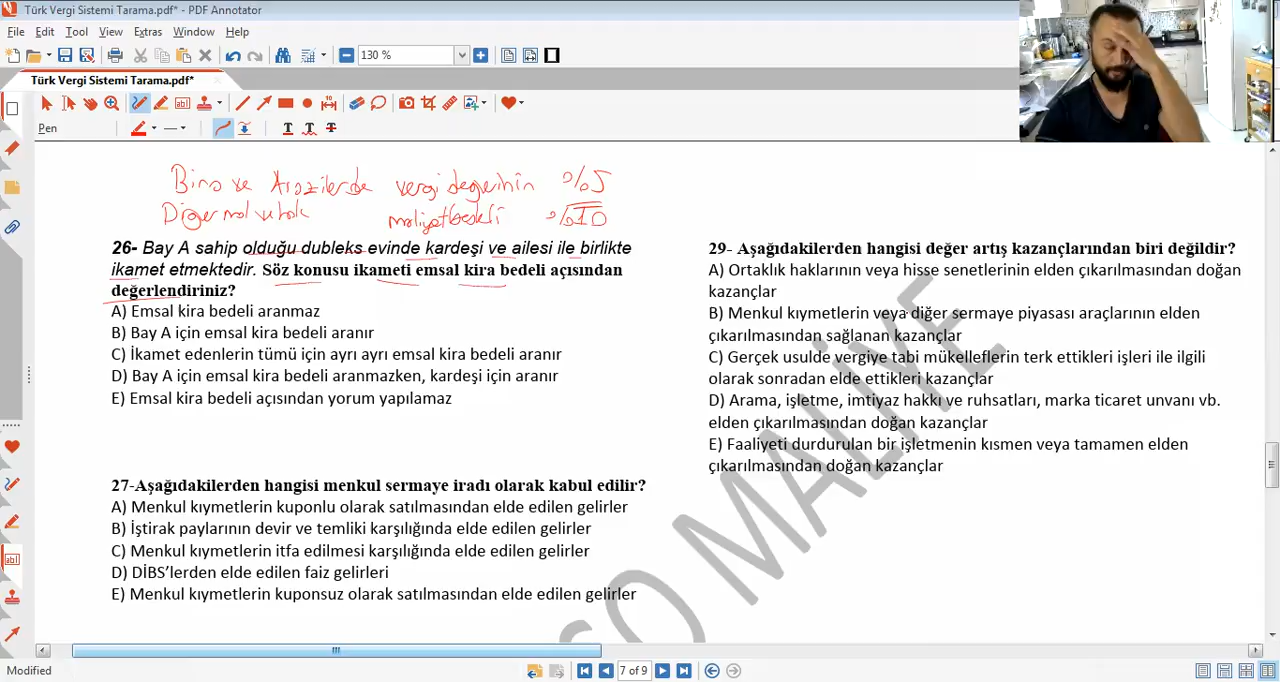 Türk Vergi Sistemi Tarama.pdf* - PDF Annotator
File Edit Tool View Extras Window Help
130 %
Türk Vergi Sistemi Tarama.pdf*
Pen
Bina ve Arazilerde vergi değerinin %5
Diğer mal ve hak maliyet bedeli %10
26- Bay A sahip olduğu dubleks evinde kardeşi ve ailesi ile birlikte
ikamet etmektedir. Söz konusu ikameti emsal kira bedeli açısından
değerlendiriniz?
A) Emsal kira bedeli aranmaz
B) Bay A için emsal kira bedeli aranır
C) İkamet edenlerin tümü için ayrı ayrı emsal kira bedeli aranır
D) Bay A için emsal kira bedeli aranmazken, kardeşi için aranır
E) Emsal kira bedeli açısından yorum yapılamaz
27-Aşağıdakilerden hangisi menkul sermaye iradı olarak kabul edilir?
A) Menkul kıymetlerin kuponlu olarak satılmasından elde edilen gelirler
B) İştirak paylarının devir ve temliki karşılığında elde edilen gelirler
C) Menkul kıymetlerin itfa edilmesi karşılığında elde edilen gelirler
D) DİBS’lerden elde edilen faiz gelirleri
E) Menkul kıymetlerin kuponsuz olarak satılmasından elde edilen gelirler
29- Aşağıdakilerden hangisi değer artış kazançlarından biri değildir?
A) Ortaklık haklarının veya hisse senetlerinin elden çıkarılmasından doğan
kazançlar
B) Menkul kıymetlerin veya diğer sermaye piyasası araçlarının elden
çıkarılmasından sağlanan kazançlar
C) Gerçek usulde vergiye tabi mükelleflerin terk ettikleri işleri ile ilgili
olarak sonradan elde ettikleri kazançlar
D) Arama, işletme, imtiyaz hakkı ve ruhsatları, marka ticaret unvanı vb.
elden çıkarılmasından doğan kazançlar
E) Faaliyeti durdurulan bir işletmenin kısmen veya tamamen elden
çıkarılmasından doğan kazançlar
SO MALİYE
Modified
7 of 9